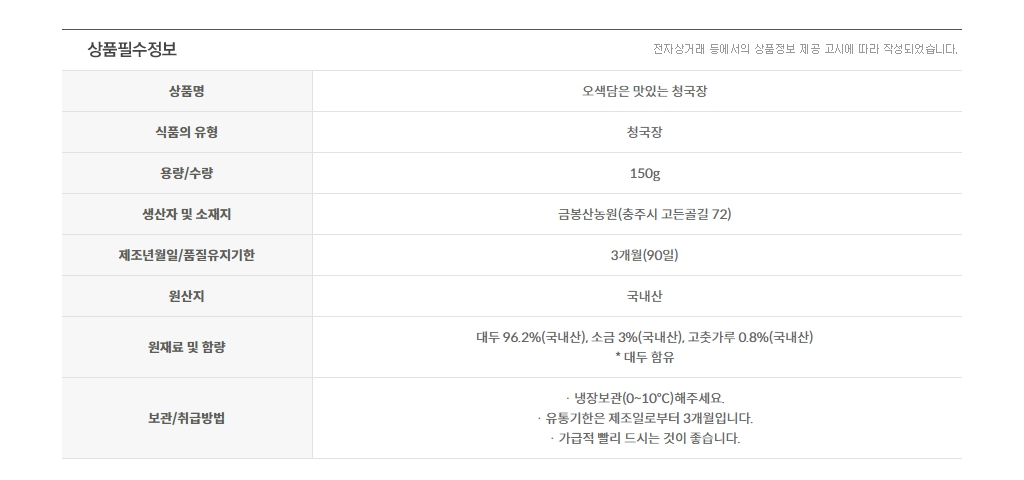 상품필수정보
전자상거래 등에서의 상품정보 제공 고시에 따라 작성되었습니다.
상품명
오색담은 맛있는 청국장
식품의 유형
청국장
용량/수량
150g
생산자 및 소재지
금봉산농원(충주시 고든골길 72)
제조년월일/품질유지기한
3개월(90일)
원산지
국내산
원재료 및 함량
대두 96.2%(국내산), 소금 3%(국내산), 고춧가루 0.8%(국내산)
* 대두 함유
보관/취급방법
· 냉장보관(0~10℃)해주세요.
· 유통기한은 제조일로부터 3개월입니다.
· 가급적 빨리 드시는 것이 좋습니다.